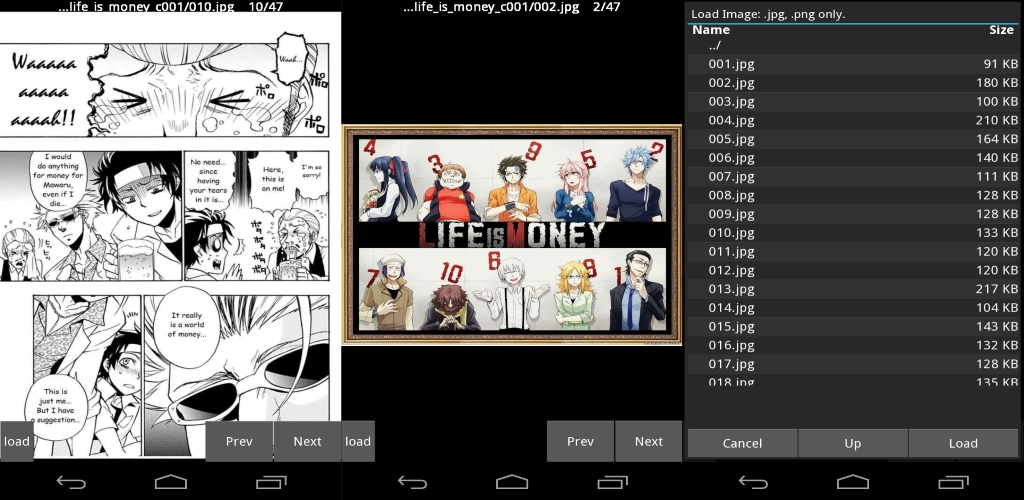 ...life_is_money_c001/010.jpg 10/47
Waaaaa
aaaaa
aaaah!!
Waah...
ポロ
ポロ
ポロ
I would
do anything
for money for
Mawaru,
even if I
die...
No need...
since
having
your tears
in it is...
Here,
this is
on me!
I'm so
sorry!
This is
just me...
But I have
a suggestion...
It really
is a world
of money...
load
Prev
Next
...life_is_money_c001/002.jpg 2/47
4
3
9
5
2
LIFE IS MONEY
7
10
6
8
1
load
Prev
Next
Load Image: .jpg, .png only.
Name Size
../
001.jpg 91 KB
002.jpg 180 KB
003.jpg 100 KB
004.jpg 210 KB
005.jpg 164 KB
006.jpg 140 KB
007.jpg 111 KB
008.jpg 128 KB
009.jpg 128 KB
010.jpg 133 KB
011.jpg 120 KB
012.jpg 120 KB
013.jpg 217 KB
014.jpg 104 KB
015.jpg 143 KB
016.jpg 132 KB
017.jpg 128 KB
018.jpg 135 KB
Cancel
Up
Load